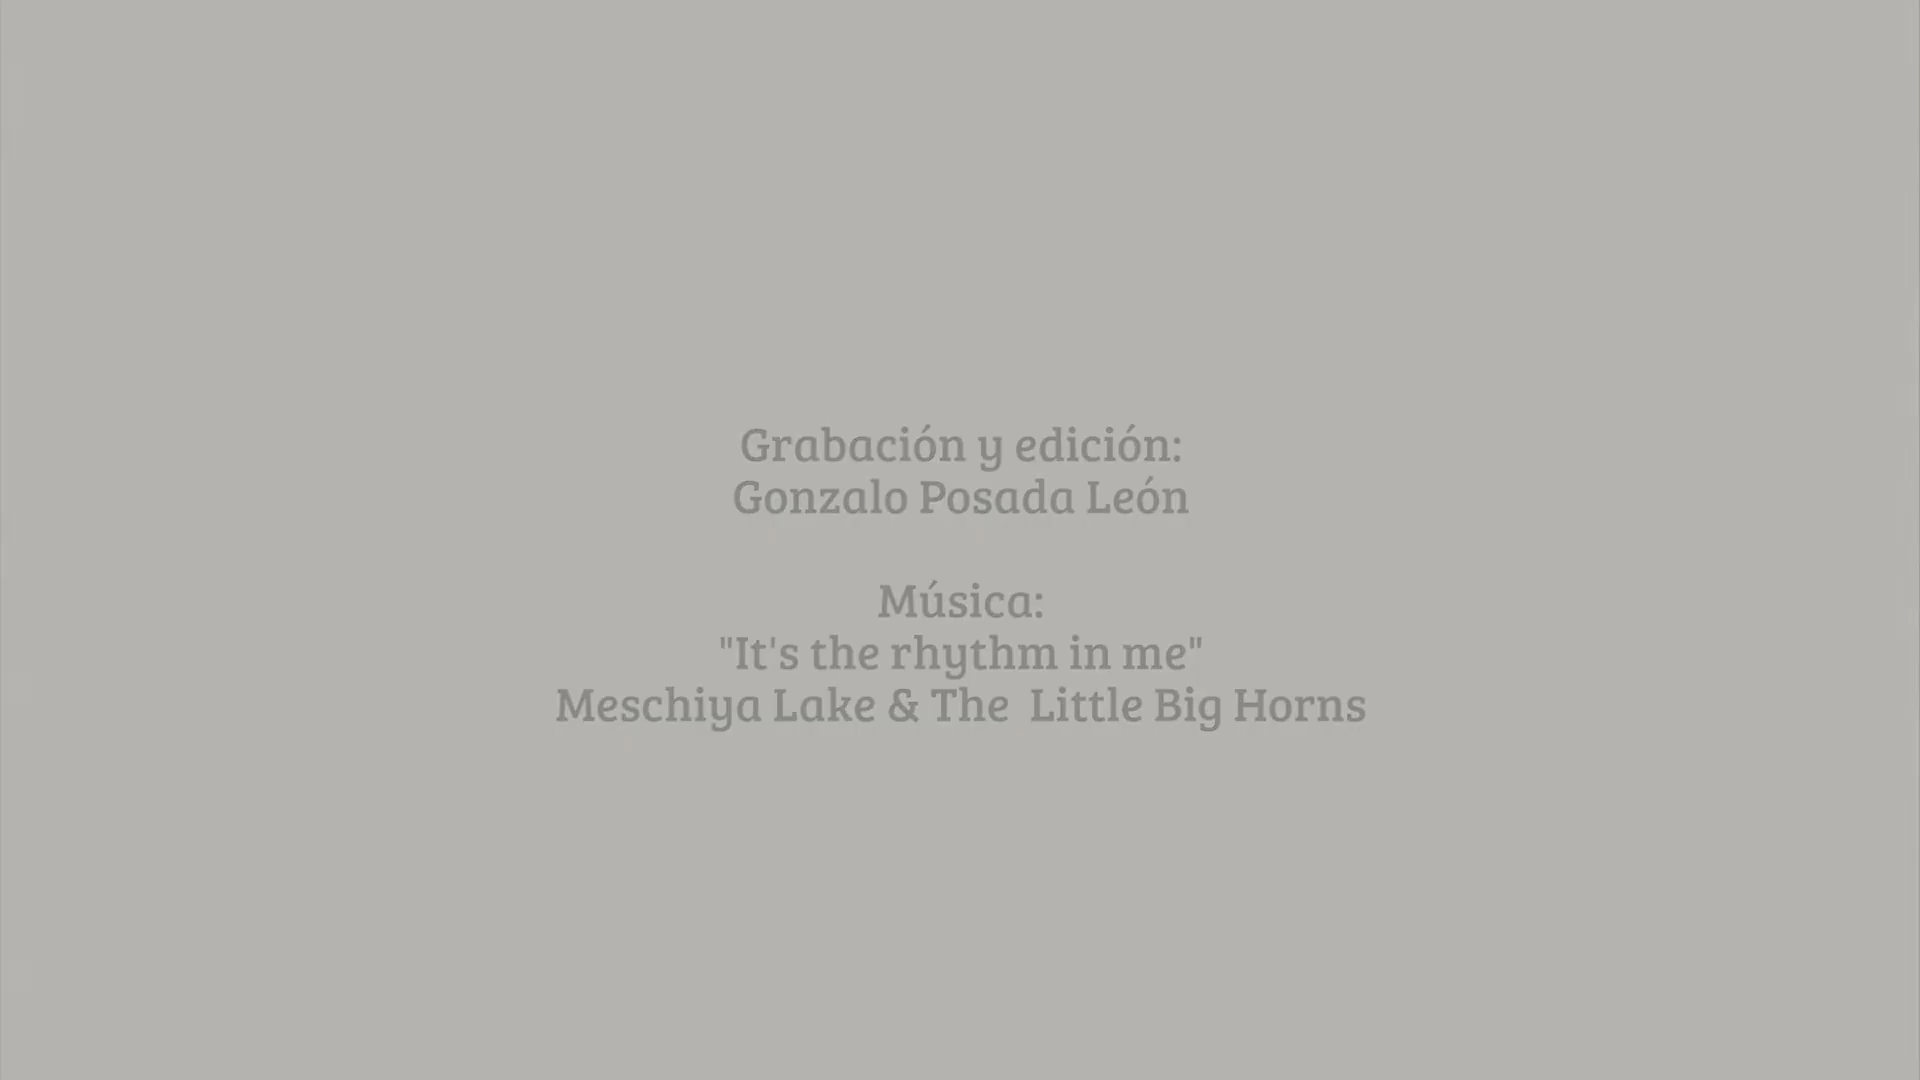 Grabación y edición:
Gonzalo Posada León
Música:
"It's the rhythm in me"
Meschiya Lake & The  Little Big Horns